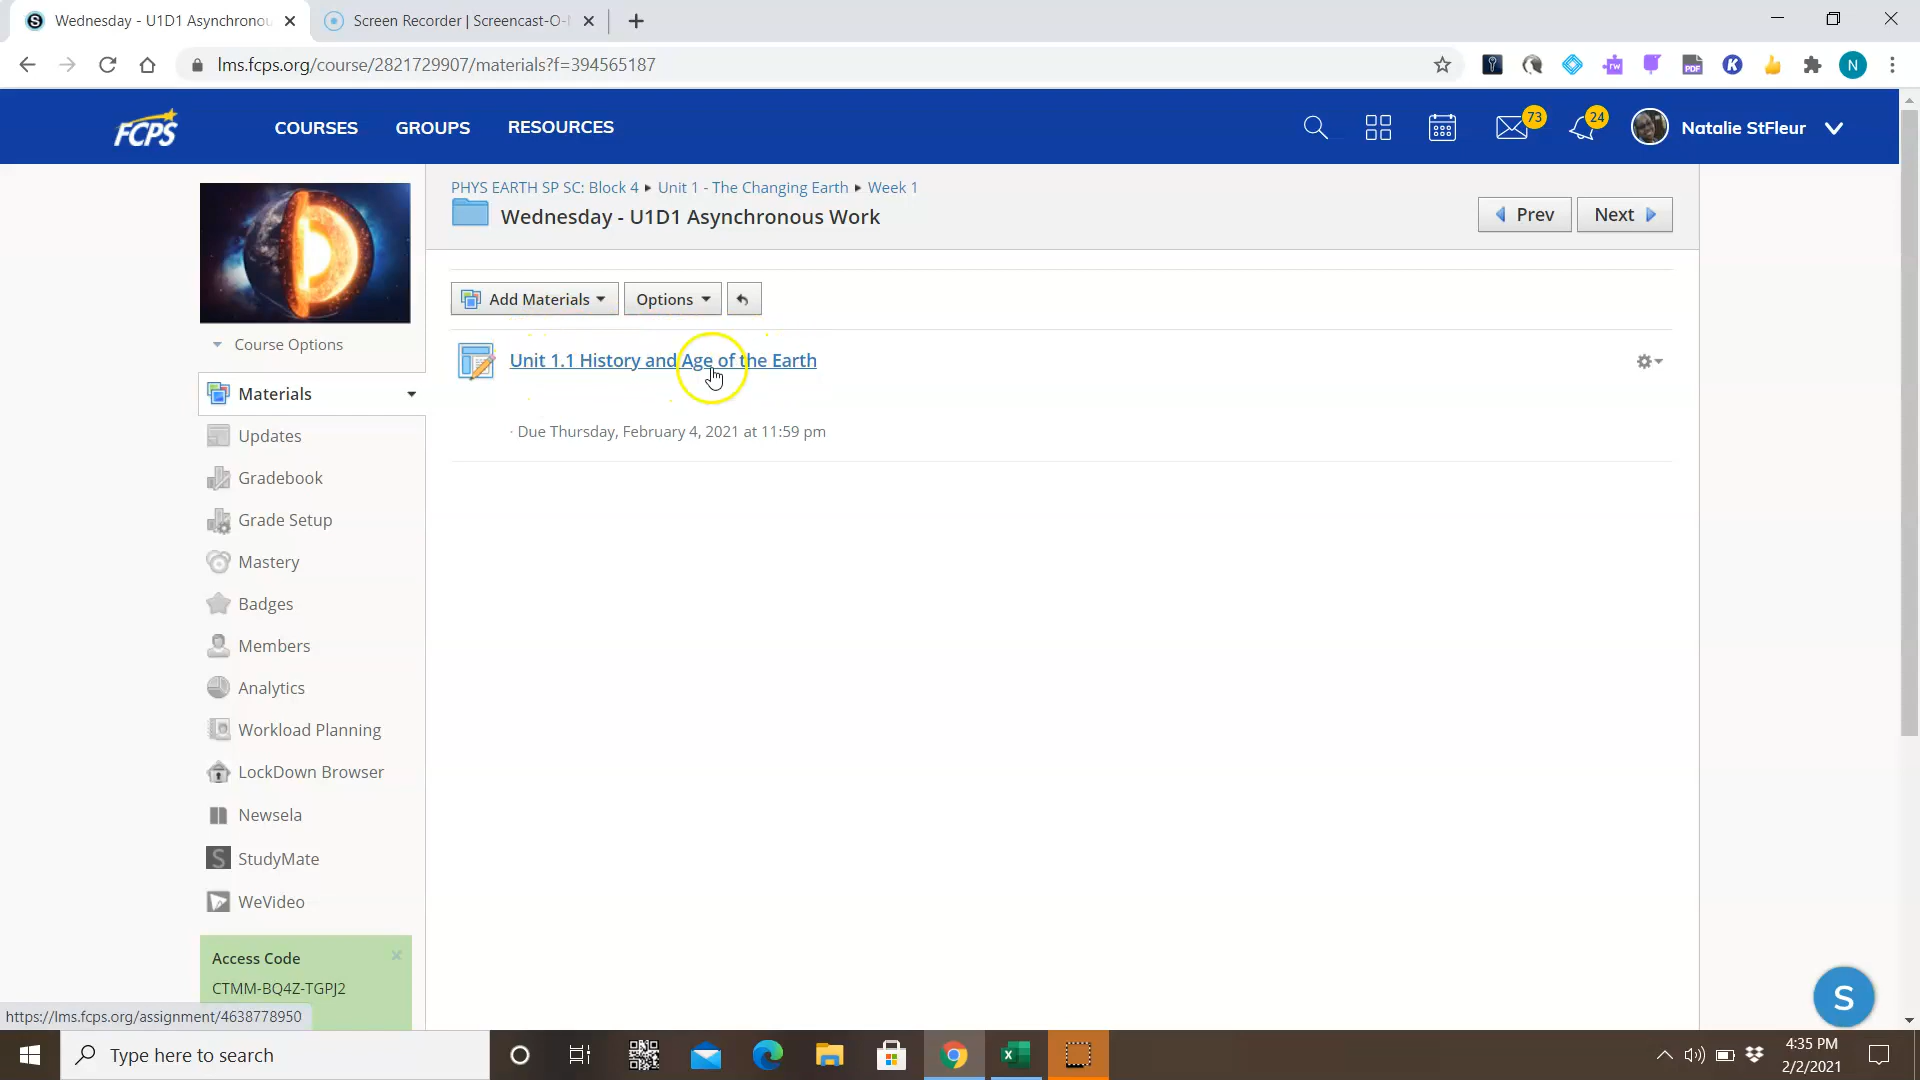 Wednesday - U1D1 Asynchronou
Screen Recorder | Screencast-O-
lms.fcps.org/course/2821729907/materials?f=394565187
FCPS
COURSES
GROUPS
RESOURCES
73
24
Natalie StFleur
PHYS EARTH SP SC: Block 4 ▸ Unit 1 - The Changing Earth ▸ Week 1
Wednesday - U1D1 Asynchronous Work
Prev
Next
Add Materials
Options
Unit 1.1 History and Age of the Earth
· Due Thursday, February 4, 2021 at 11:59 pm
Course Options
Materials
Updates
Gradebook
Grade Setup
Mastery
Badges
Members
Analytics
Workload Planning
LockDown Browser
Newsela
StudyMate
WeVideo
Access Code
CTMM-BQ4Z-TGPJ2
https://lms.fcps.org/assignment/4638778950
S
Type here to search
4:35 PM
2/2/2021